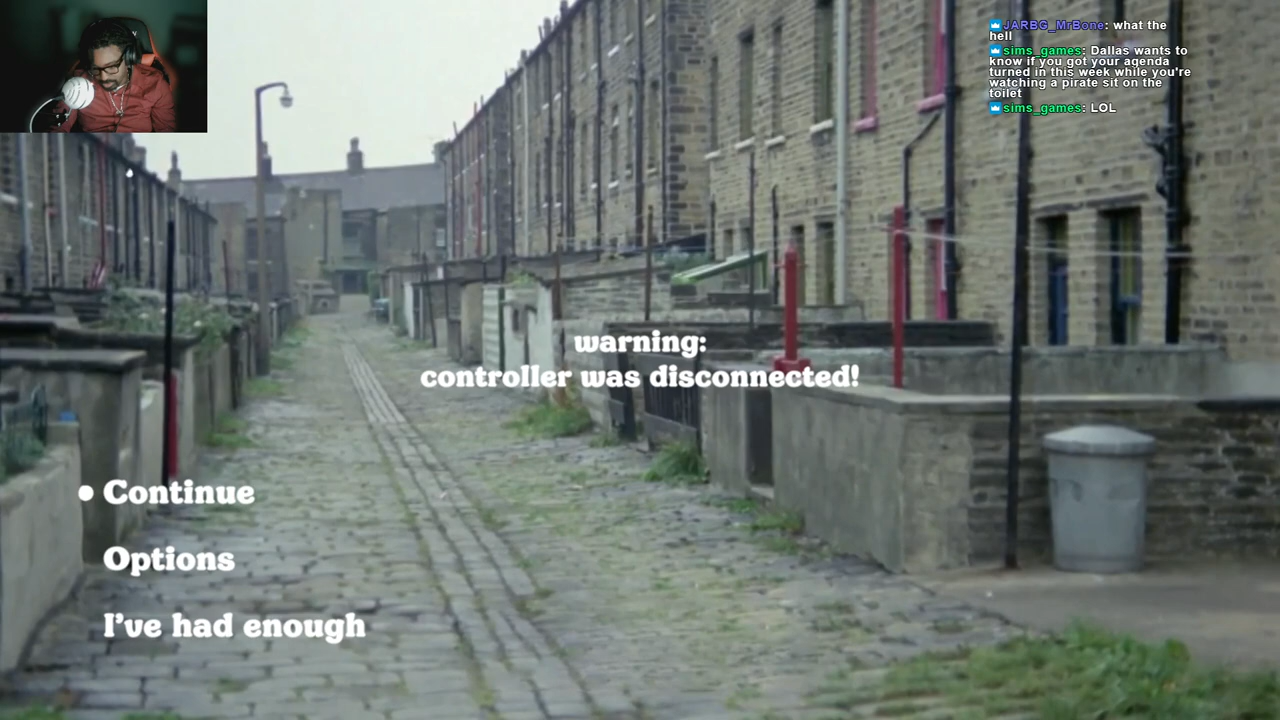 JARBG_MrBone: what the
hell
sims_games: Dallas wants to
know if you got your agenda
turned in this week while you're
watching a pirate sit on the
toilet
sims_games: LOL
warning:
controller was disconnected!
Continue
Options
I've had enough